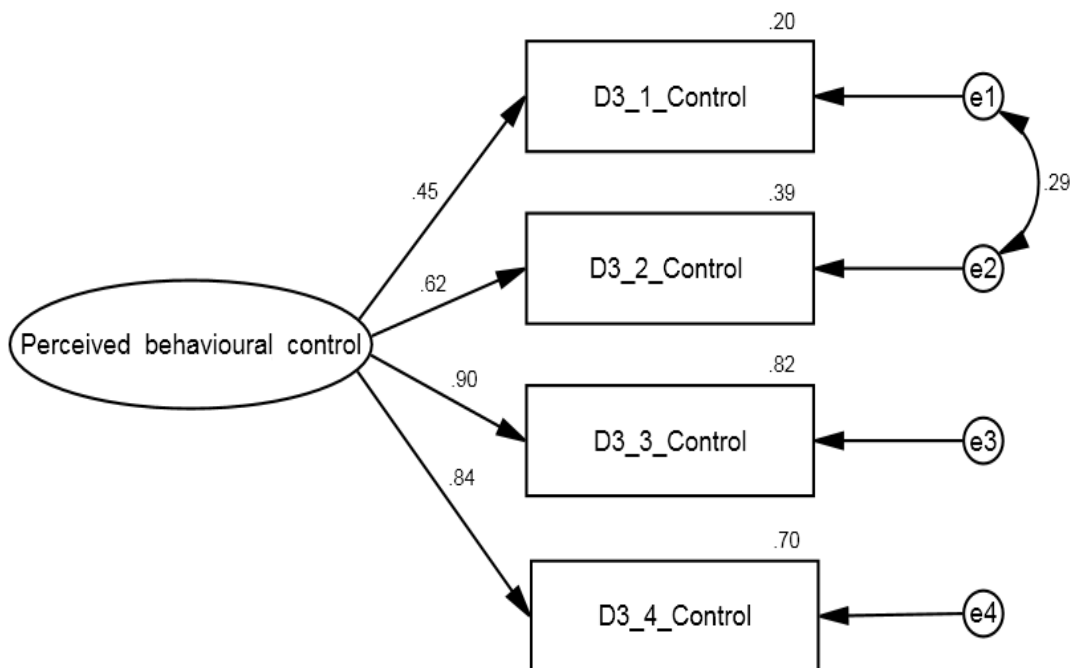 .20
D3_1_Control
e1
.45
.29
.39
D3_2_Control
e2
.62
Perceived behavioural control
.82
.90
D3_3_Control
e3
.84
.70
D3_4_Control
e4